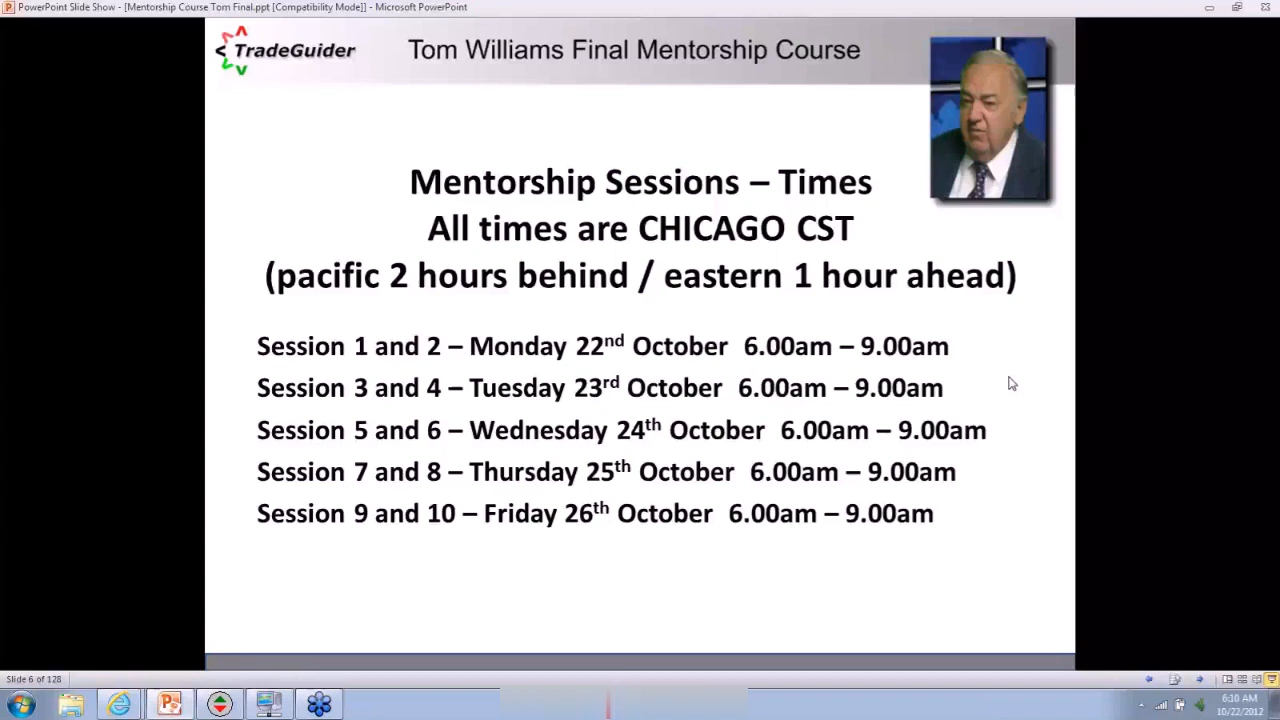 PowerPoint Slide Show - [Mentorship Course Tom Final.ppt [Compatibility Mode]] - Microsoft PowerPoint
TradeGuider
Tom Williams Final Mentorship Course
Mentorship Sessions – Times
All times are CHICAGO CST
(pacific 2 hours behind / eastern 1 hour ahead)
Session 1 and 2 – Monday 22nd October 6.00am – 9.00am
Session 3 and 4 – Tuesday 23rd October 6.00am – 9.00am
Session 5 and 6 – Wednesday 24th October 6.00am – 9.00am
Session 7 and 8 – Thursday 25th October 6.00am – 9.00am
Session 9 and 10 – Friday 26th October 6.00am – 9.00am
Slide 6 of 128
6:10 AM
10/22/2012